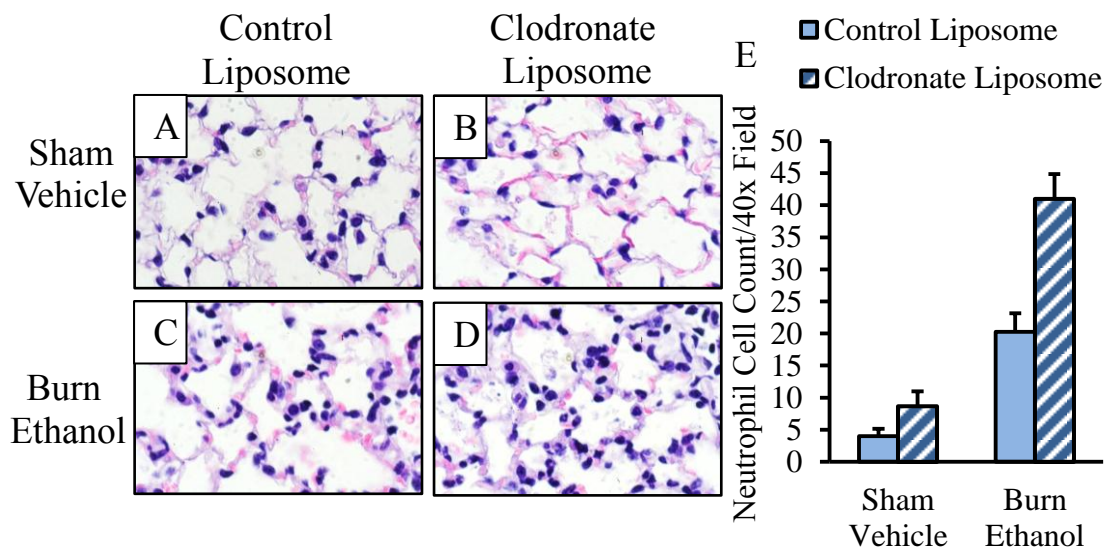 Control
Liposome
Clodronate
Liposome
Sham
Vehicle
Burn
Ethanol
A
B
C
D
E
Control Liposome
Clodronate Liposome
Neutrophil Cell Count/40x Field
50
45
40
35
30
25
20
15
10
5
0
Sham
Vehicle
Burn
Ethanol